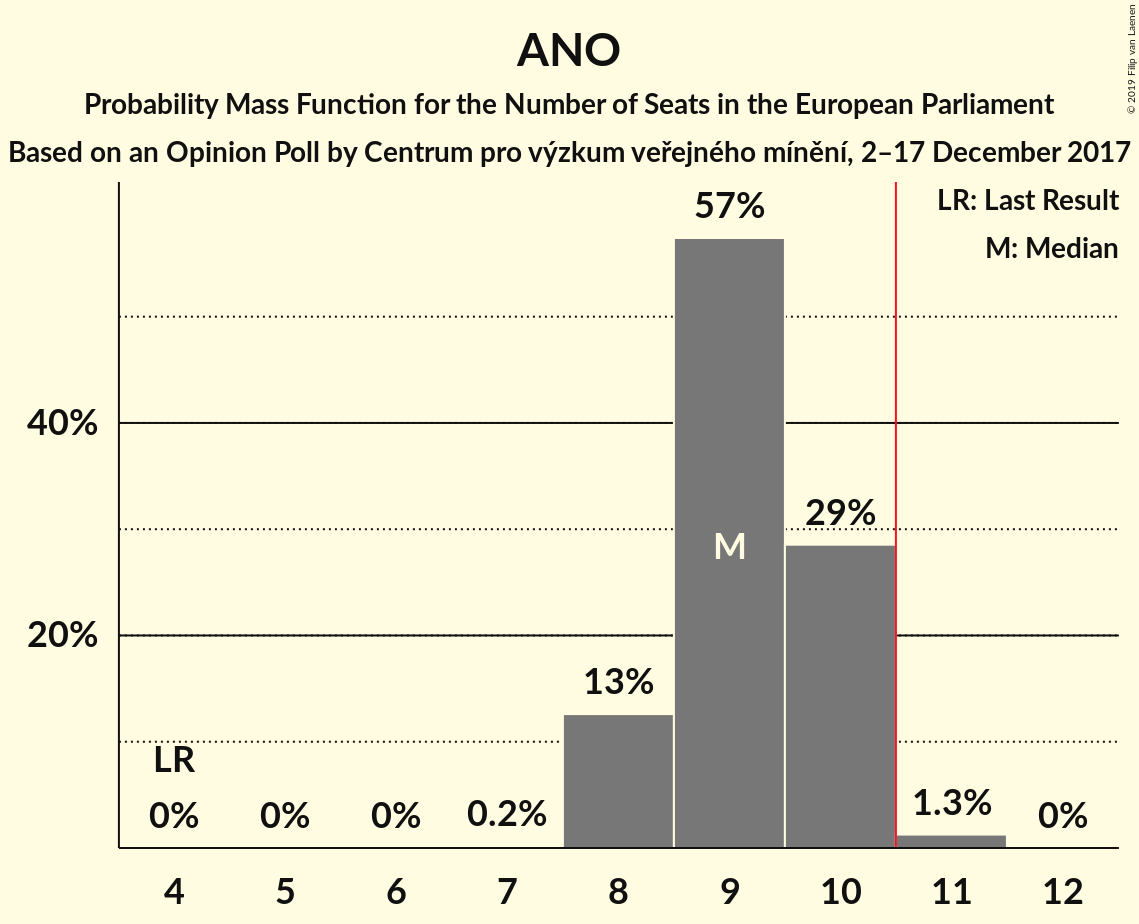 ANO
Probability Mass Function for the Number of Seats in the European Parliament
Based on an Opinion Poll by Centrum pro výzkum veřejného mínění, 2–17 December 2017
© 2019 Filip van Laenen
LR: Last Result
M: Median
57%
40%
29%
M
20%
13%
LR
0%
0%
0%
0.2%
1.3%
0%
4 5 6 7 8 9 10 11 12